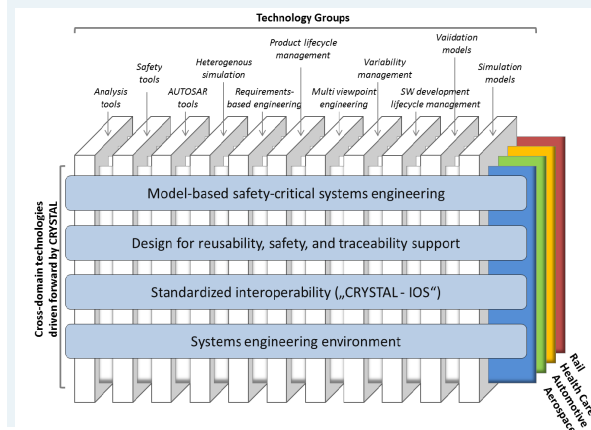 Technology Groups
Product lifecycle
management
Validation
models
Heterogenous
simulation
Variability
management
Safety
tools
Simulation
models
Analysis
tools
AUTOSAR
tools
Requirements-
based engineering
Multi viewpoint
engineering
SW development
lifecycle management
Cross-domain technologies
driven forward by CRYSTAL
Model-based safety-critical systems engineering
Design for reusability, safety, and traceability support
Standardized interoperability („CRYSTAL - IOS“)
Systems engineering environment
Rail
Health Care
Automotive
Aerospace